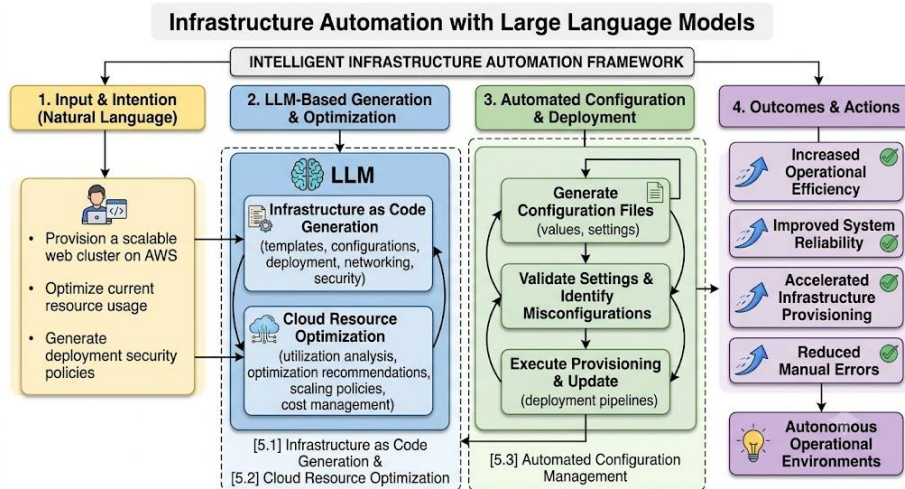 Infrastructure Automation with Large Language Models
INTELLIGENT INFRASTRUCTURE AUTOMATION FRAMEWORK
1. Input & Intention
(Natural Language)
• Provision a scalable
web cluster on AWS
• Optimize current
resource usage
• Generate
deployment security
policies
2. LLM-Based Generation
& Optimization
LLM
Infrastructure as Code
Generation
(templates, configurations,
deployment, networking,
security)
Cloud Resource
Optimization
(utilization analysis,
optimization recommendations,
scaling policies,
cost management)
[5.1] Infrastructure as Code
Generation &
[5.2] Cloud Resource Optimization
3. Automated Configuration
& Deployment
Generate
Configuration Files
(values, settings)
Validate Settings &
Identify
Misconfigurations
Execute Provisioning
& Update
(deployment pipelines)
[5.3] Automated Configuration
Management
4. Outcomes & Actions
Increased
Operational
Efficiency
Improved System
Reliability
Accelerated
Infrastructure
Provisioning
Reduced
Manual Errors
Autonomous
Operational
Environments